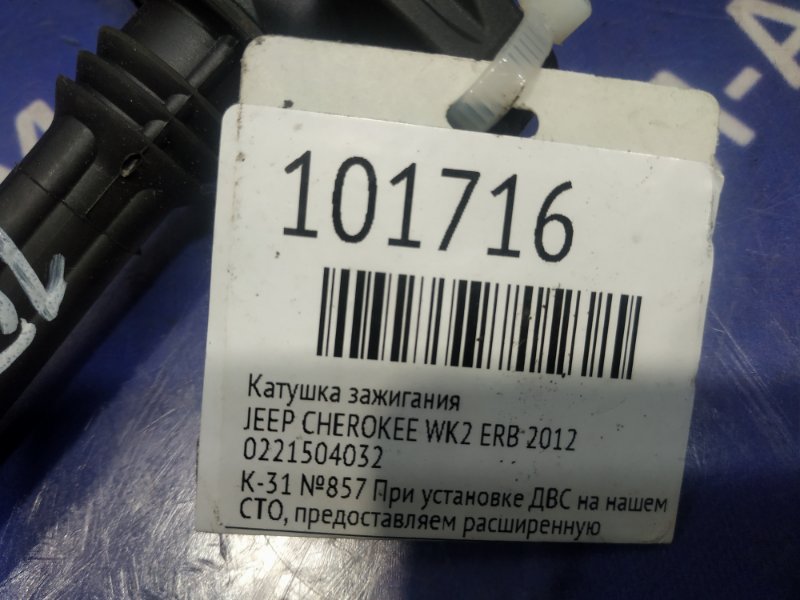 101716
Катушка зажигания
JEEP CHEROKEE WK2 ERB 2012
0221504032
К-31 №857 При установке ДВС на нашем
СТО, предоставляем расширенную